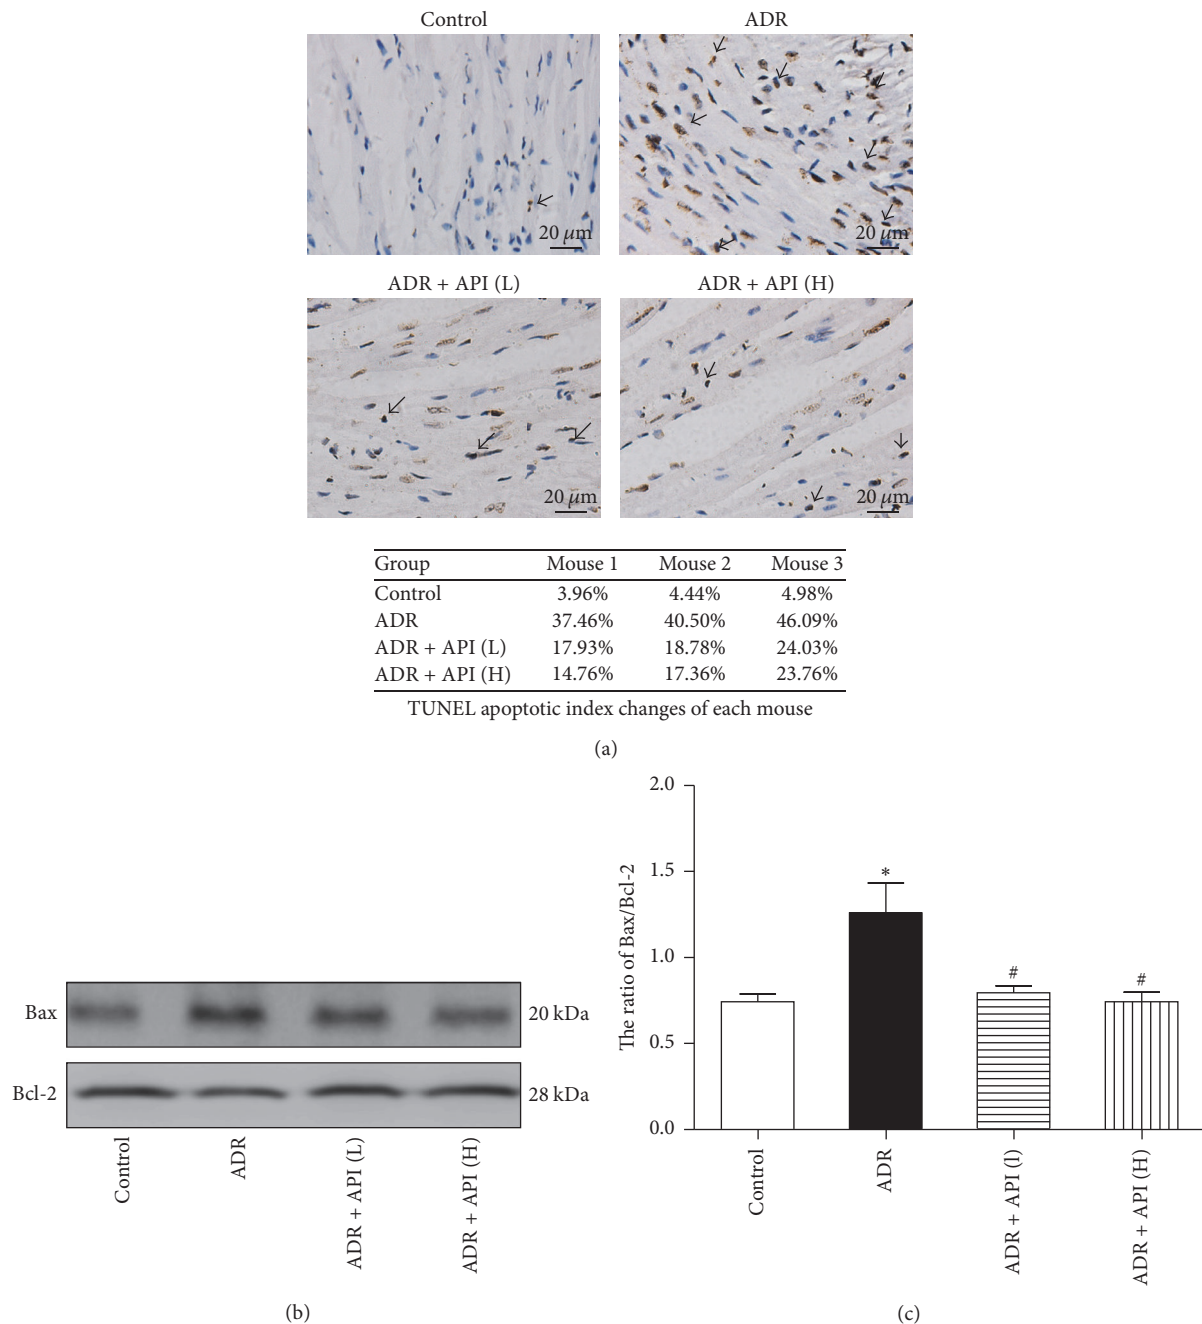 Control
ADR
20 μm
20 μm
ADR + API (L)
ADR + API (H)
20 μm
20 μm
Group Mouse 1 Mouse 2 Mouse 3
Control 3.96% 4.44% 4.98%
ADR 37.46% 40.50% 46.09%
ADR + API (L) 17.93% 18.78% 24.03%
ADR + API (H) 14.76% 17.36% 23.76%
TUNEL apoptotic index changes of each mouse
(a)
Bax
20 kDa
Bcl-2
28 kDa
Control
ADR
ADR + API (L)
ADR + API (H)
(b)
The ratio of Bax/Bcl-2
2.0
1.5
1.0
0.5
0.0
*
#
#
Control
ADR
ADR + API (l)
ADR + API (H)
(c)